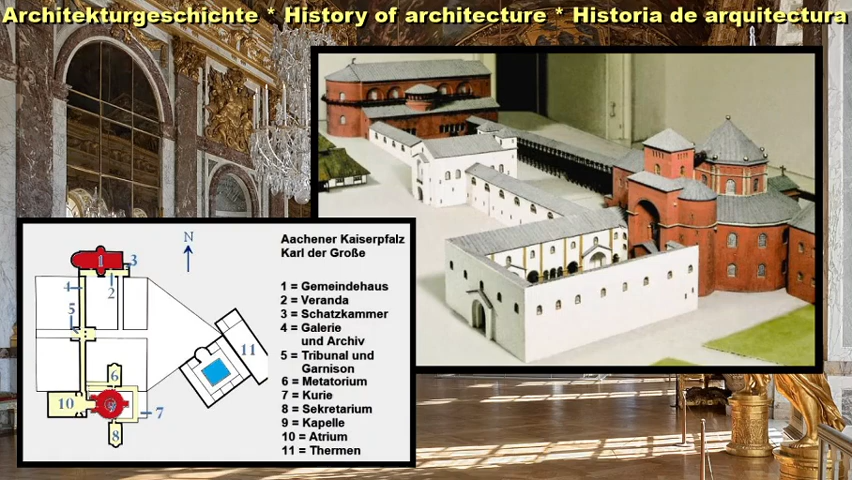 Architekturgeschichte * History of architecture * Historia de arquitectura
Aachener Kaiserpfalz
Karl der Große
1 = Gemeindehaus
2 = Veranda
3 = Schatzkammer
4 = Galerie
und Archiv
5 = Tribunal und
Garnison
6 = Metatorium
7 = Kurie
8 = Sekretarium
9 = Kapelle
10 = Atrium
11 = Thermen
N
1
3
4
2
5
11
6
10
9
7
8